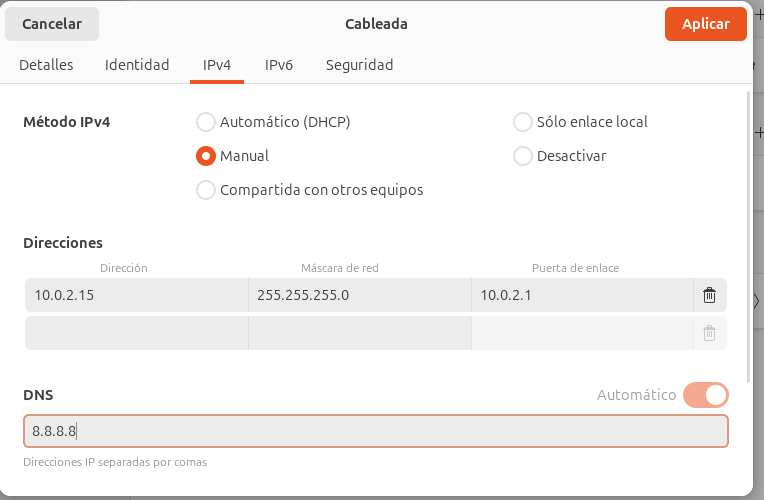 Cancelar Cableada Aplicar
Detalles Identidad IPv4 IPv6 Seguridad
Método IPv4 Automático (DHCP) Sólo enlace local
Manual Desactivar
Compartida con otros equipos
Direcciones
Dirección Máscara de red Puerta de enlace
10.0.2.15 255.255.255.0 10.0.2.1
DNS Automático
8.8.8.8
Direcciones IP separadas por comas